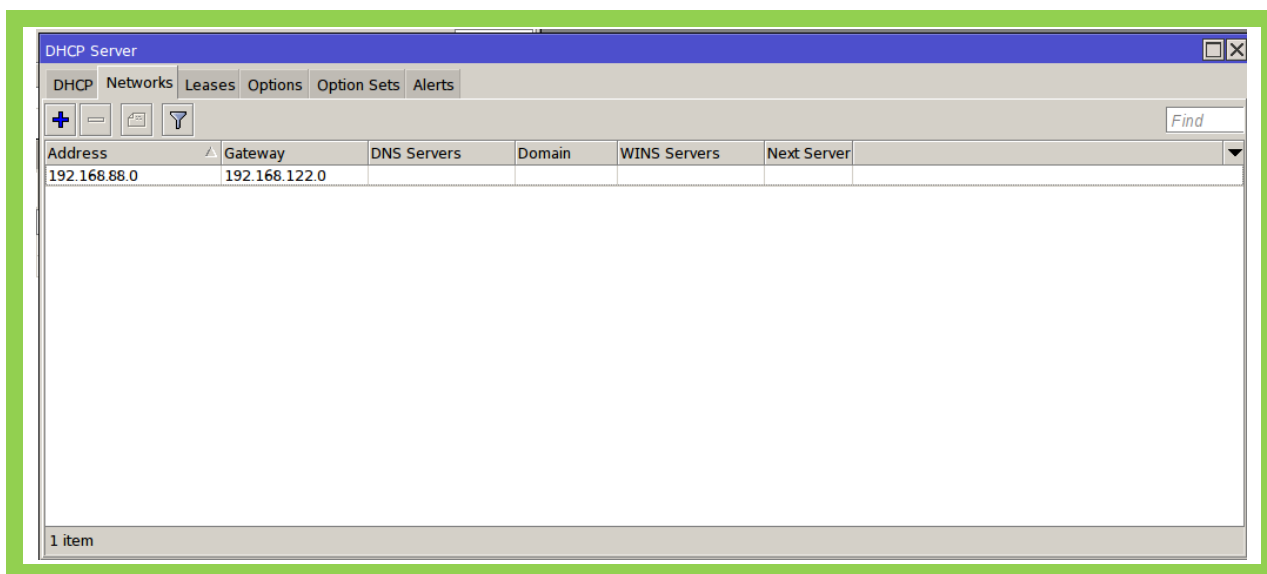 DHCP Server
DHCP Networks Leases Options Option Sets Alerts
Find
Address Gateway DNS Servers Domain WINS Servers Next Server
192.168.88.0 192.168.122.0
1 item